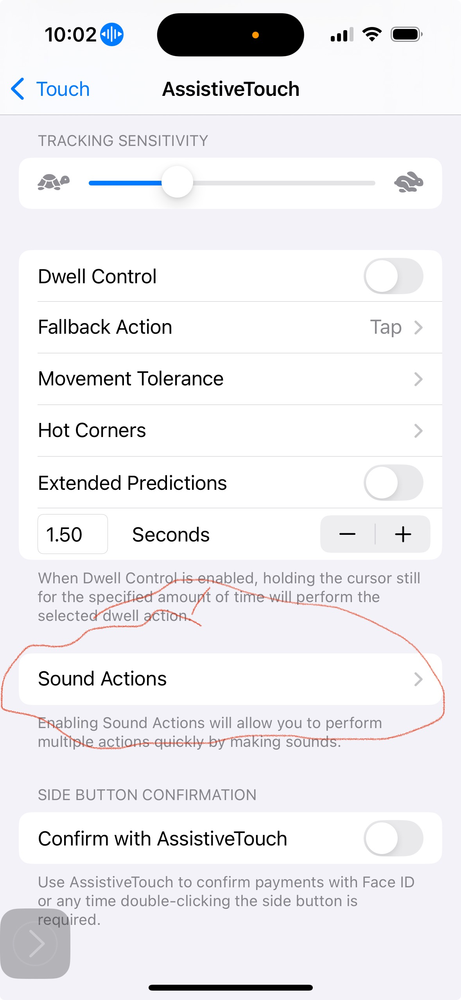 10:02
Touch
AssistiveTouch
TRACKING SENSITIVITY
Dwell Control
Fallback Action Tap
Movement Tolerance
Hot Corners
Extended Predictions
1.50 Seconds
When Dwell Control is enabled, holding the cursor still
for the specified amount of time will perform the
selected dwell action.
Sound Actions
Enabling Sound Actions will allow you to perform
multiple actions quickly by making sounds.
SIDE BUTTON CONFIRMATION
Confirm with AssistiveTouch
Use AssistiveTouch to confirm payments with Face ID
or any time double-clicking the side button is
required.